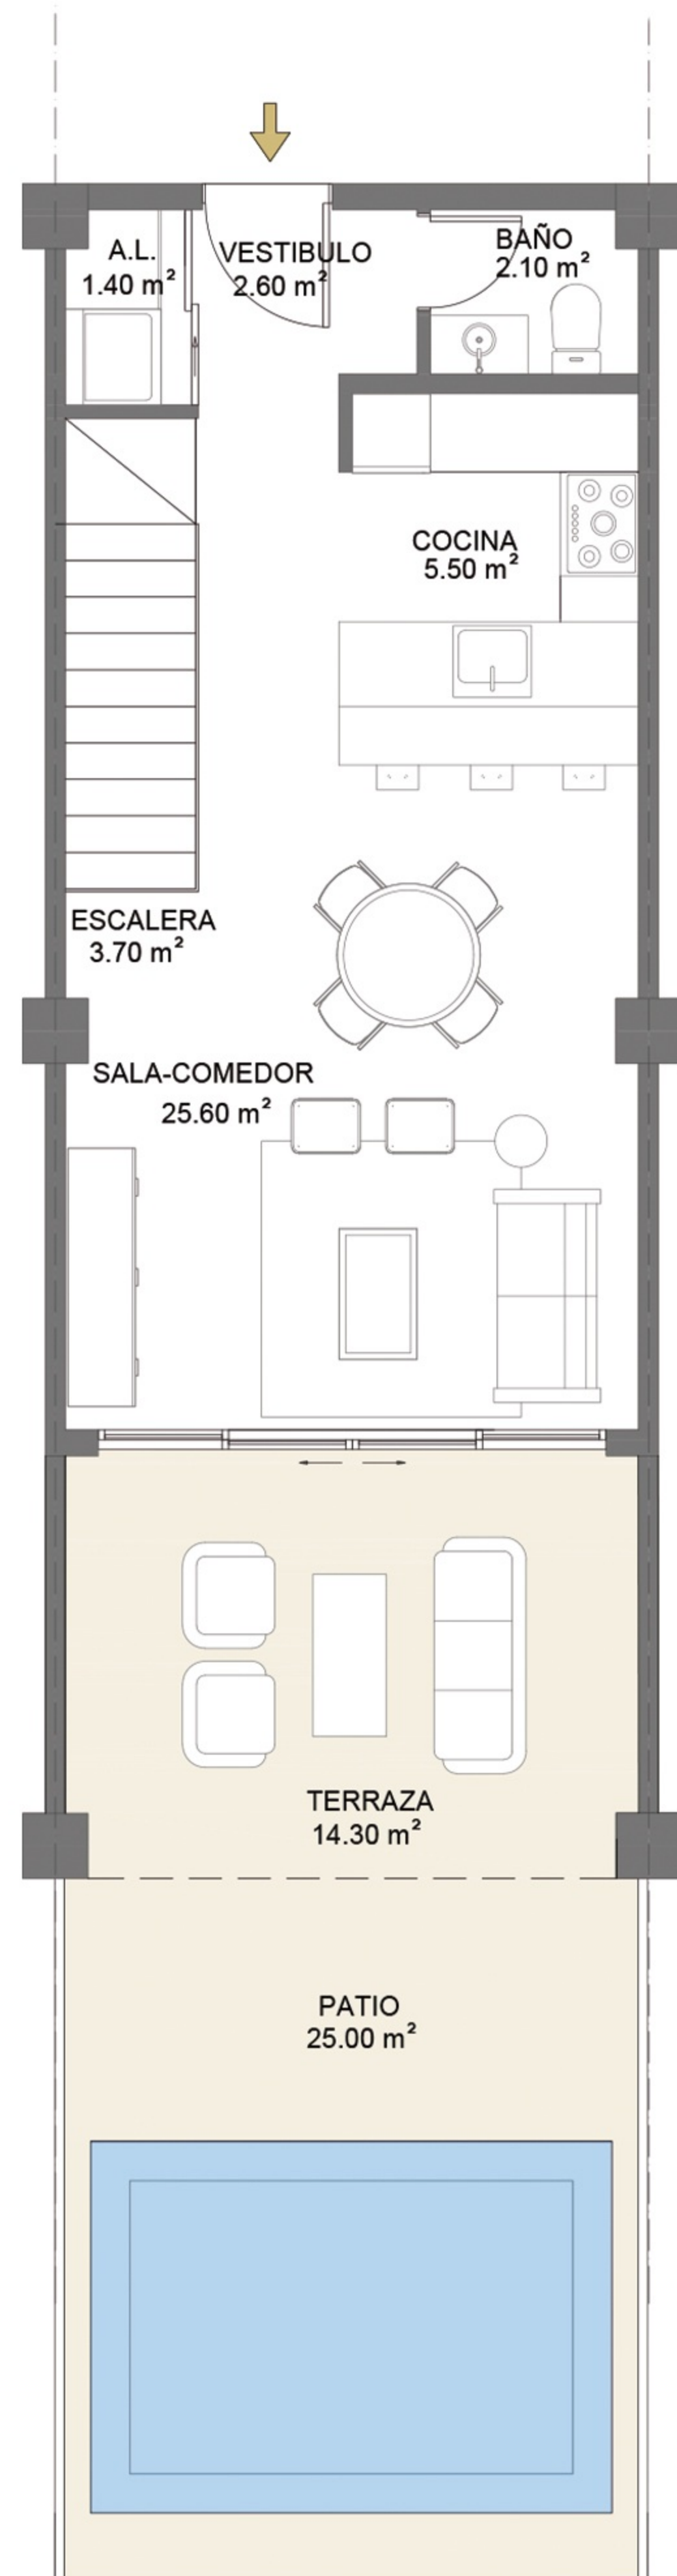 A.L.
1.40 m²
VESTIBULO
2.60 m²
BAÑO
2.10 m²
COCINA
5.50 m²
ESCALERA
3.70 m²
SALA-COMEDOR
25.60 m²
TERRAZA
14.30 m²
PATIO
25.00 m²